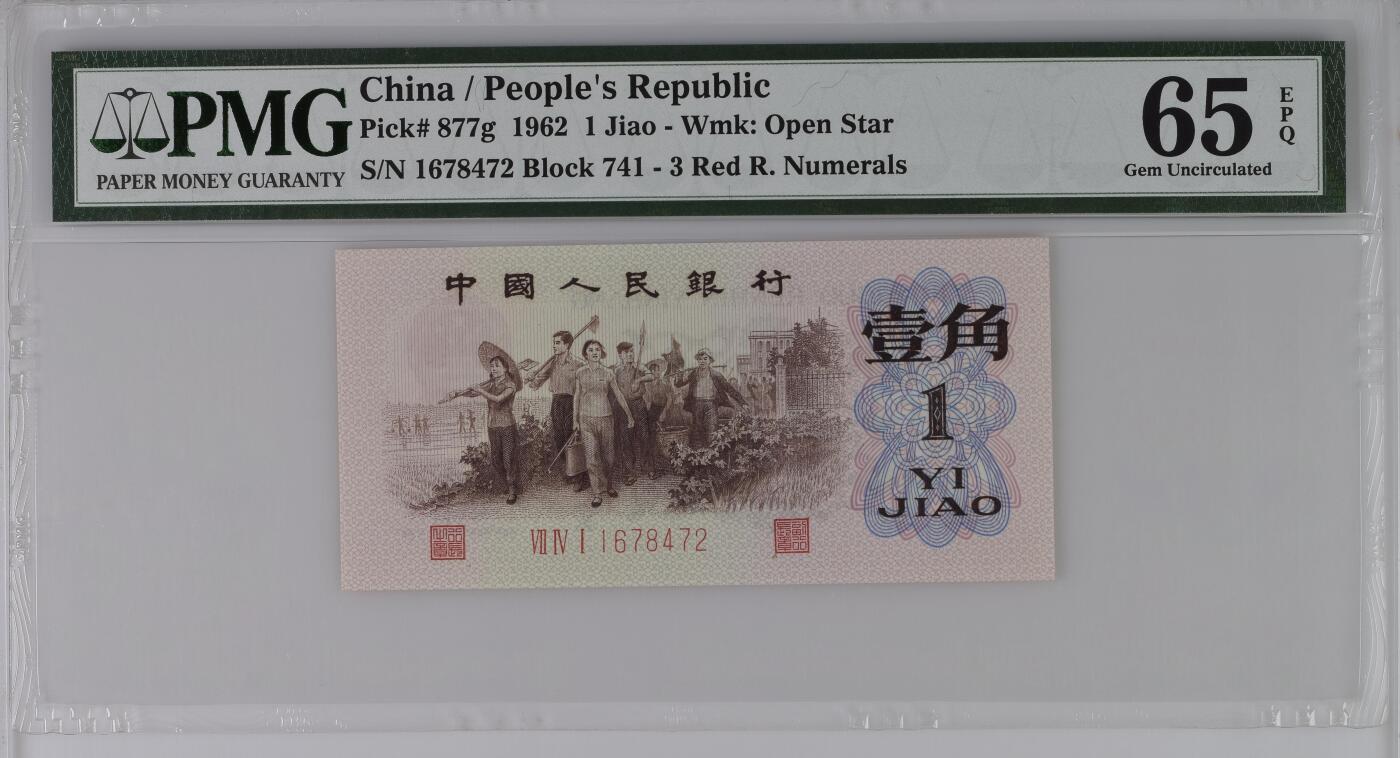 PMG
PAPER MONEY GUARANTY
China / People's Republic
Pick# 877g 1962 1 Jiao - Wmk: Open Star
S/N 1678472 Block 741 - 3 Red R. Numerals
65
EPQ
Gem Uncirculated
中國人民銀行
壹角
1
YI
JIAO
VII IV I 1678472